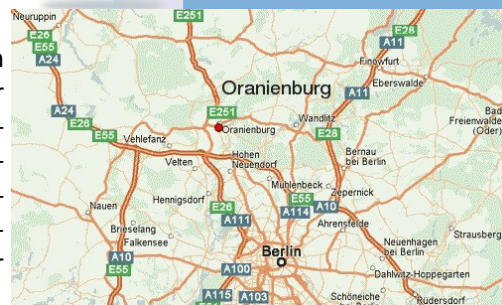 Neuruppin
E26
E55
A24
E251
E28
A11
Finowfurt
Eberswalde
A11
Bad
Freienwalde
(Oder)
Oranienburg
A24
E26
E55
E251
Oranienburg
Wanditz
E28
Vehlefanz
Velten
Hohen
Neuendorf
Bernau
bei Berlin
Muhlenbeck
Zepernick
Hennigsdorf
E26
E55
A10
Nauen
A111
A114
Ahrensfelde
Brieselang
Falkensee
Strausberg
Berlin
Neuenhagen
bei Berlin
A10
E55
A100
Dahlwitz-Hoppegarten
A115
A103
Schöneiche
Rüdersdorf